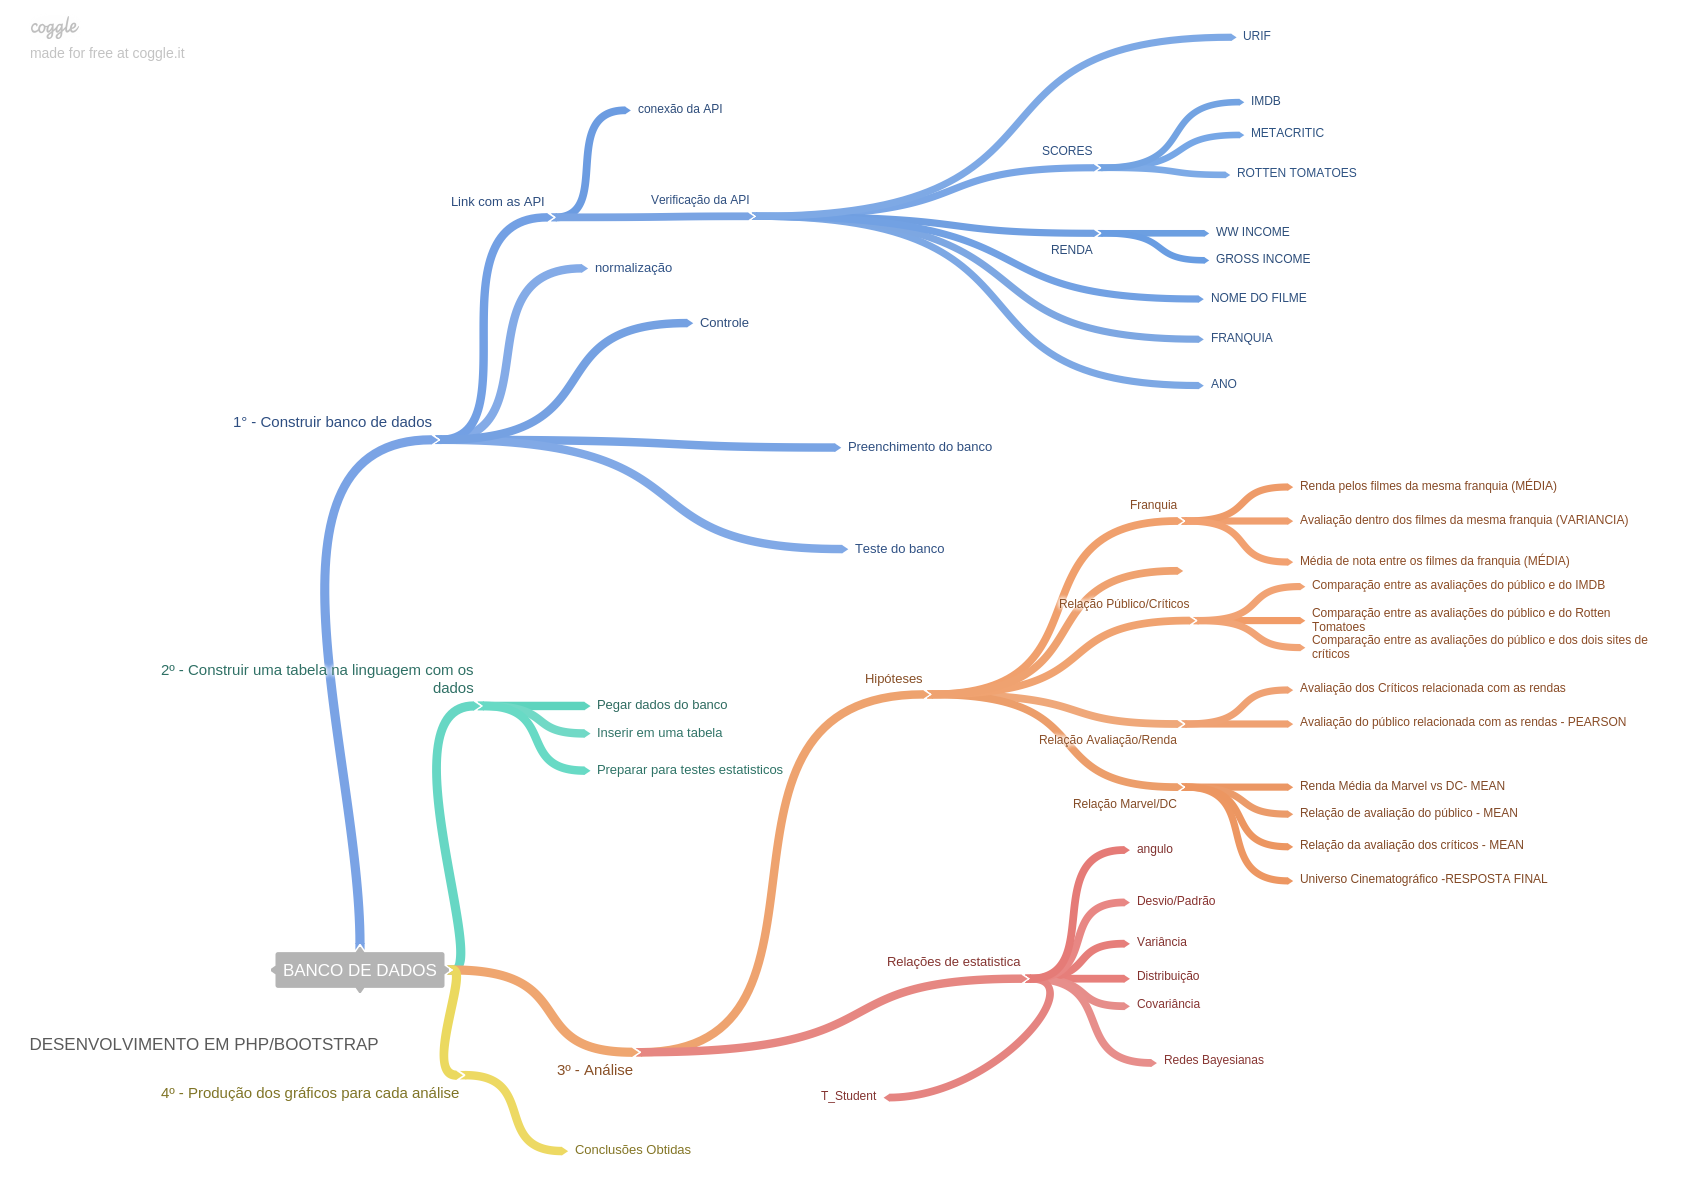 coggle
made for free at coggle.it
URIF
conexão da API
IMDB
METACRITIC
SCORES
ROTTEN TOMATOES
Link com as API
Verificação da API
WW INCOME
RENDA
GROSS INCOME
normalização
NOME DO FILME
Controle
FRANQUIA
ANO
1° - Construir banco de dados
Preenchimento do banco
Teste do banco
Franquia
Renda pelos filmes da mesma franquia (MÉDIA)
Avaliação dentro dos filmes da mesma franquia (VARIANCIA)
Média de nota entre os filmes da franquia (MÉDIA)
Relação Público/Críticos
Comparação entre as avaliações do público e do IMDB
Comparação entre as avaliações do público e do Rotten
Tomatoes
Comparação entre as avaliações do público e dos dois sites de
críticos
2º - Construir uma tabela na linguagem com os
dados
Pegar dados do banco
Inserir em uma tabela
Preparar para testes estatisticos
Hipóteses
Avaliação dos Críticos relacionada com as rendas
Avaliação do público relacionada com as rendas - PEARSON
Relação Avaliação/Renda
Renda Média da Marvel vs DC- MEAN
Relação Marvel/DC
Relação de avaliação do público - MEAN
Relação da avaliação dos críticos - MEAN
Universo Cinematográfico -RESPOSTA FINAL
angulo
Desvio/Padrão
Variância
Relações de estatistica
Distribuição
Covariância
Redes Bayesianas
T_Student
BANCO DE DADOS
DESENVOLVIMENTO EM PHP/BOOTSTRAP
3º - Análise
4º - Produção dos gráficos para cada análise
Conclusões Obtidas